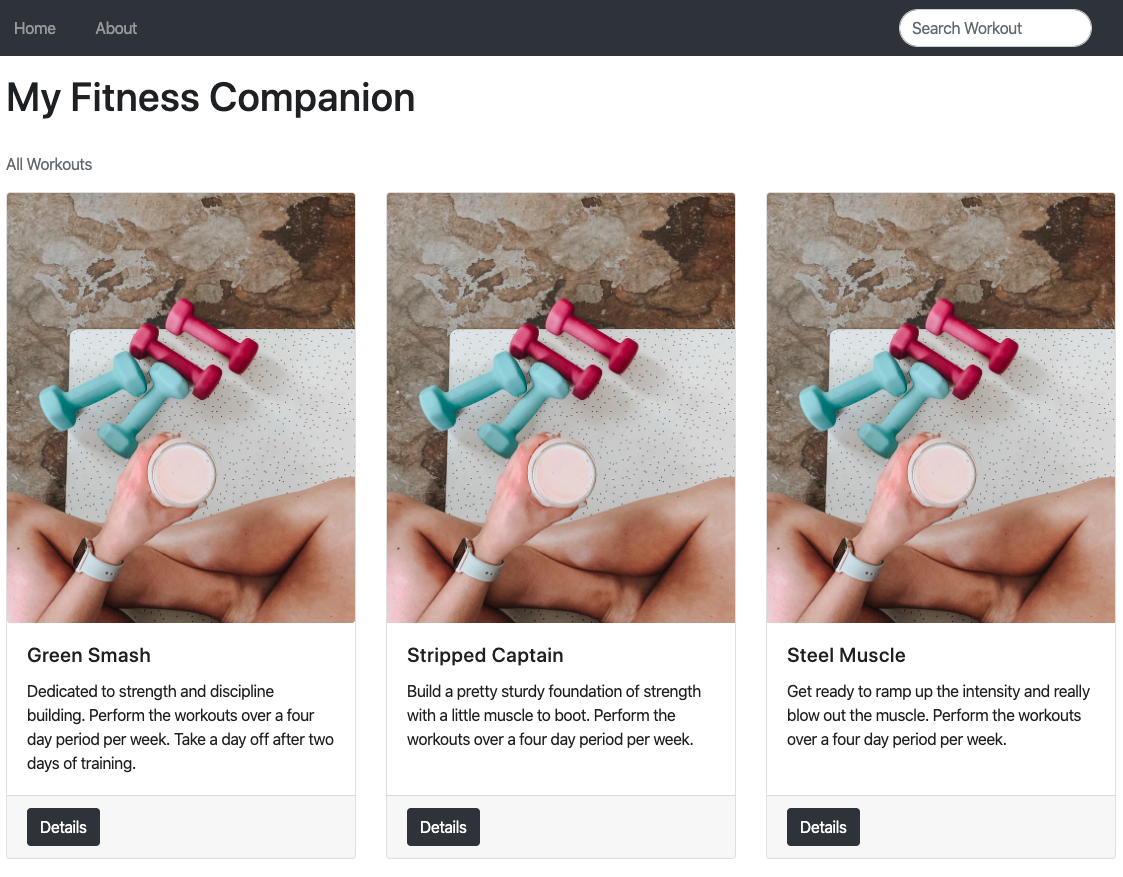 Home About Search Workout
My Fitness Companion
All Workouts
Green Smash
Dedicated to strength and discipline
building. Perform the workouts over a four
day period per week. Take a day off after two
days of training.
Details
Stripped Captain
Build a pretty sturdy foundation of strength
with a little muscle to boot. Perform the
workouts over a four day period per week.
Details
Steel Muscle
Get ready to ramp up the intensity and really
blow out the muscle. Perform the workouts
over a four day period per week.
Details